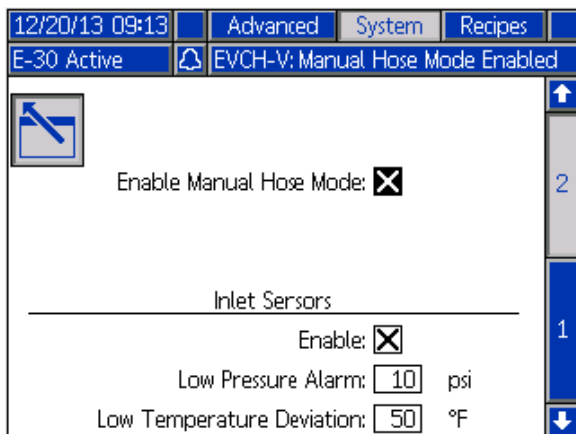 12/20/13 09:13 Advanced System Recipes
E-30 Active EVCH-V: Manual Hose Mode Enabled
Enable Manual Hose Mode:
2
Inlet Sersors
Enable:
1
Low Pressure Alarm: 10 psi
Low Temperature Deviation: 50 °F